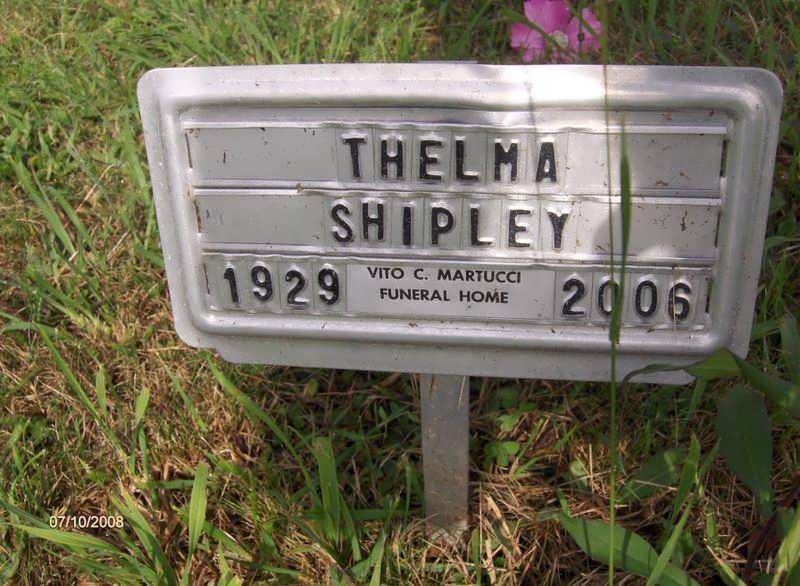 THELMA
SHIPLEY
1929 VITO C. MARTUCCI FUNERAL HOME 2006
07/10/2008